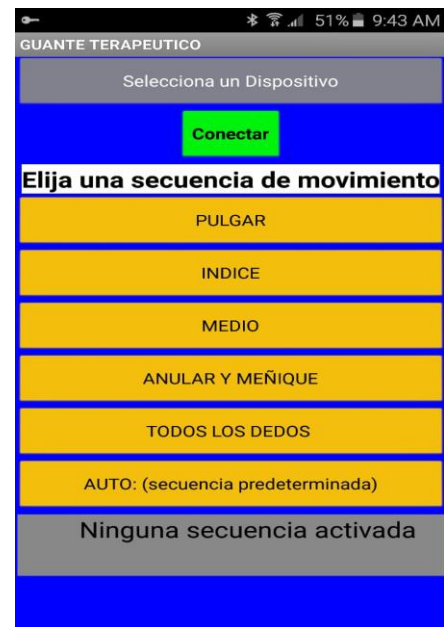 51% 9:43 AM
GUANTE TERAPEUTICO
Selecciona un Dispositivo
Conectar
Elija una secuencia de movimiento
PULGAR
INDICE
MEDIO
ANULAR Y MEÑIQUE
TODOS LOS DEDOS
AUTO: (secuencia predeterminada)
Ninguna secuencia activada